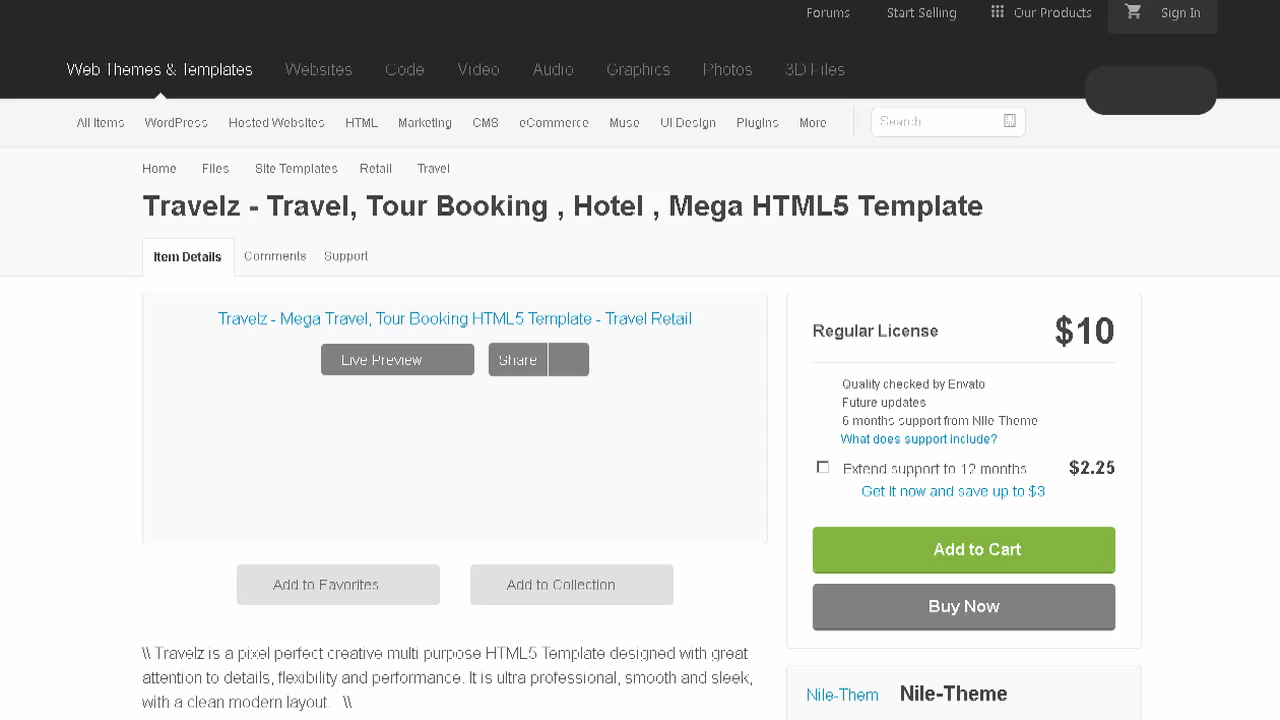 Forums Start Selling Our Products Sign In
Web Themes & Templates Websites Code Video Audio Graphics Photos 3D Files
All Items WordPress Hosted Websites HTML Marketing CMS eCommerce Muse UI Design Plugins More Search
Home Files Site Templates Retail Travel
Travelz - Travel, Tour Booking , Hotel , Mega HTML5 Template
Item Details Comments Support
Travelz - Mega Travel, Tour Booking HTML5 Template - Travel Retail
Live Preview Share
Add to Favorites Add to Collection
\\ Travelz is a pixel perfect creative multi purpose HTML5 Template designed with great
attention to details, flexibility and performance. It is ultra professional, smooth and sleek,
with a clean modern layout. \\
Regular License $10
Quality checked by Envato
Future updates
6 months support from Nile Theme
What does support include?
Extend support to 12 months $2.25
Get it now and save up to $3
Add to Cart
Buy Now
Nile-Them Nile-Theme